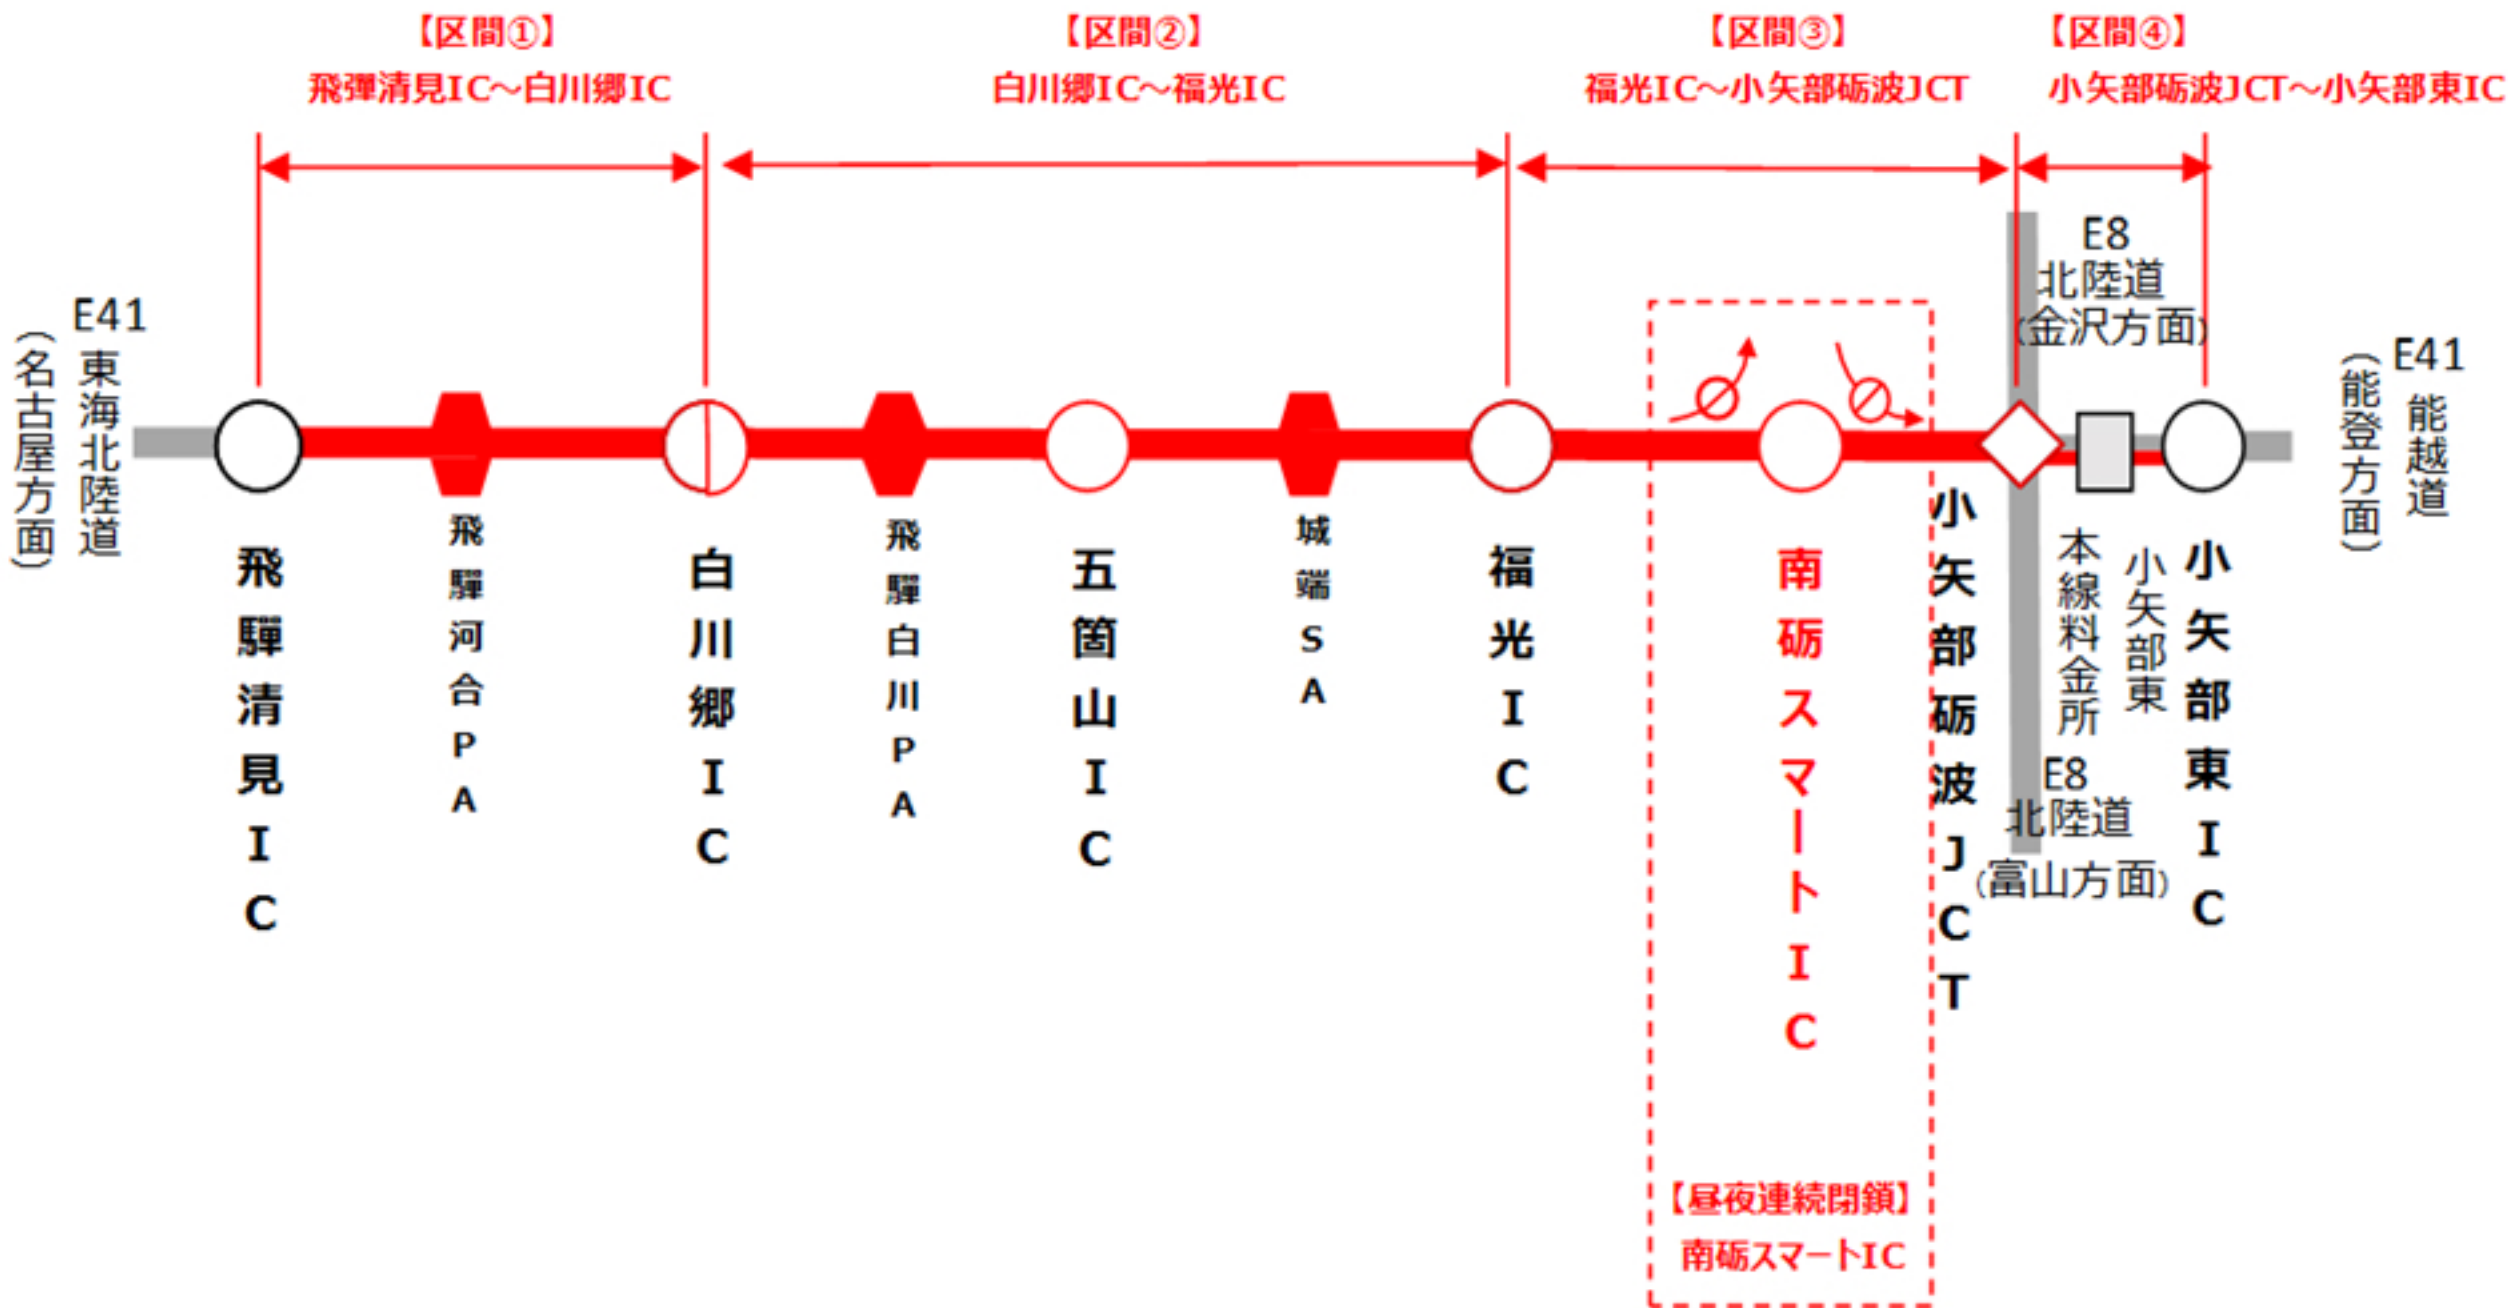 【区間①】
飛彈清見IC～白川郷IC
【区間②】
白川郷IC～福光IC
【区間③】
福光IC～小矢部砺波JCT
【区間④】
小矢部砺波JCT～小矢部東IC
E41
東海北陸道
（名古屋方面）
E8
北陸道
（金沢方面）
E41
能越道
（能登方面）
飛驒清見IC
飛驒河合PA
白川郷IC
飛驒白川PA
五箇山IC
城端SA
福光IC
南砺スマートIC
小矢部砺波JCT
小矢部東
本線料金所
小矢部東IC
E8
北陸道
（富山方面）
【昼夜連続閉鎖】
南砺スマートIC